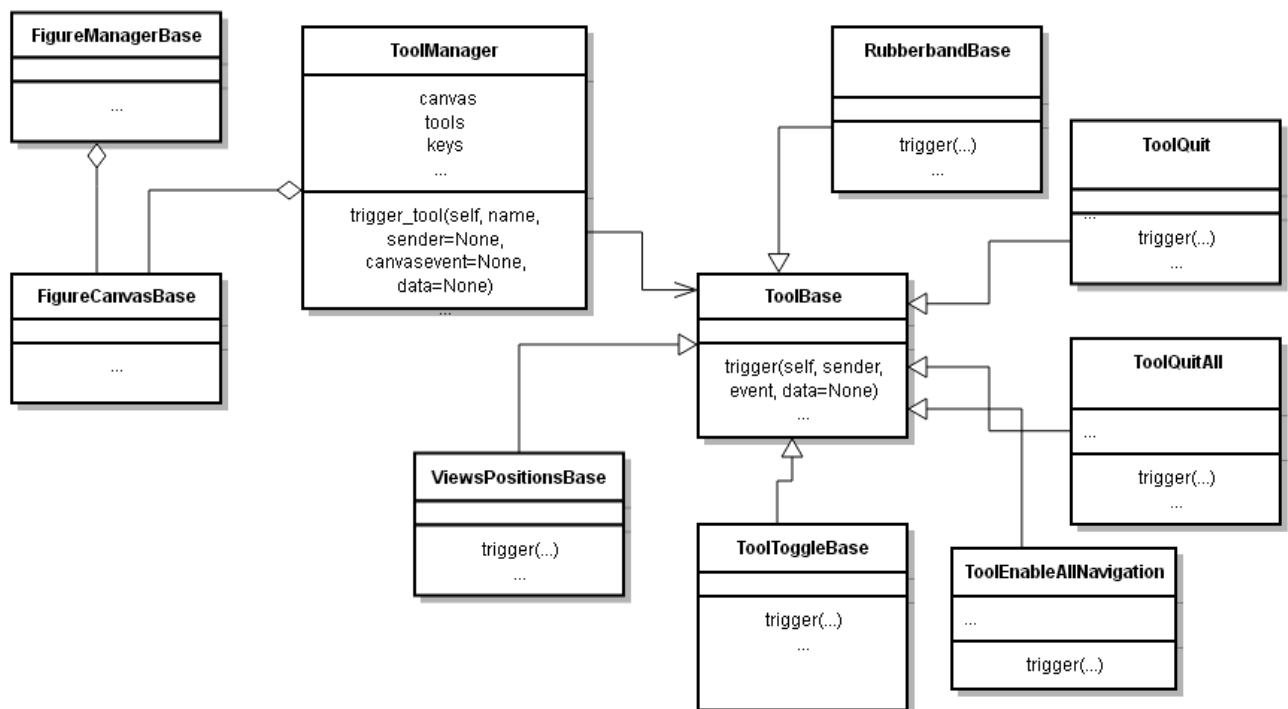 FigureManagerBase
...
ToolManager
canvas
tools
keys
...
trigger_tool(self, name,
sender=None,
canvasevent=None,
data=None)
...
RubberbandBase
trigger(...)
...
ToolQuit
...
trigger(...)
...
FigureCanvasBase
...
ToolBase
trigger(self, sender,
event, data=None)
...
ToolQuitAll
...
trigger(...)
...
ViewsPositionsBase
trigger(...)
...
ToolToggleBase
trigger(...)
...
ToolEnableAllNavigation
...
trigger(...)